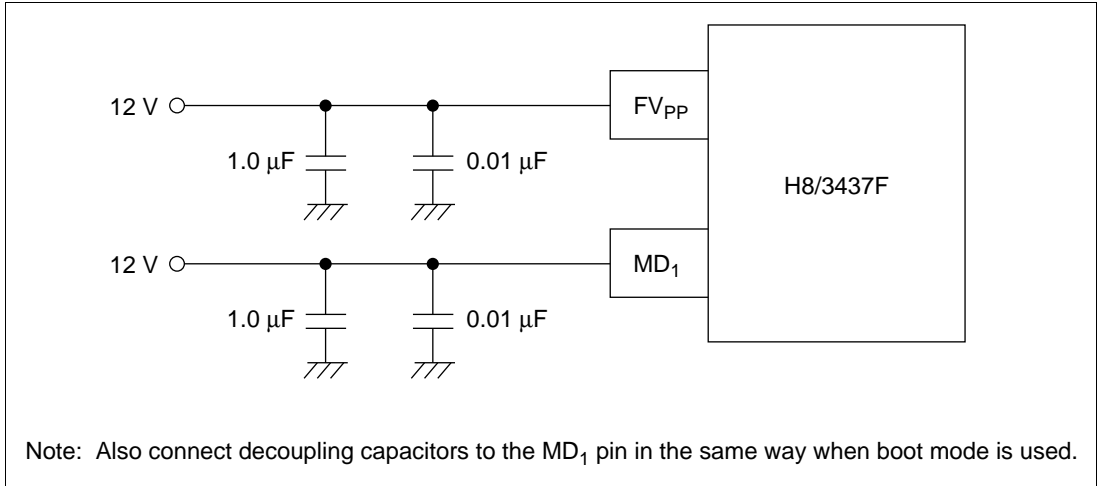 12 V
FVPP
1.0 μF
0.01 μF
H8/3437F
12 V
MD1
1.0 μF
0.01 μF
Note: Also connect decoupling capacitors to the MD1 pin in the same way when boot mode is used.